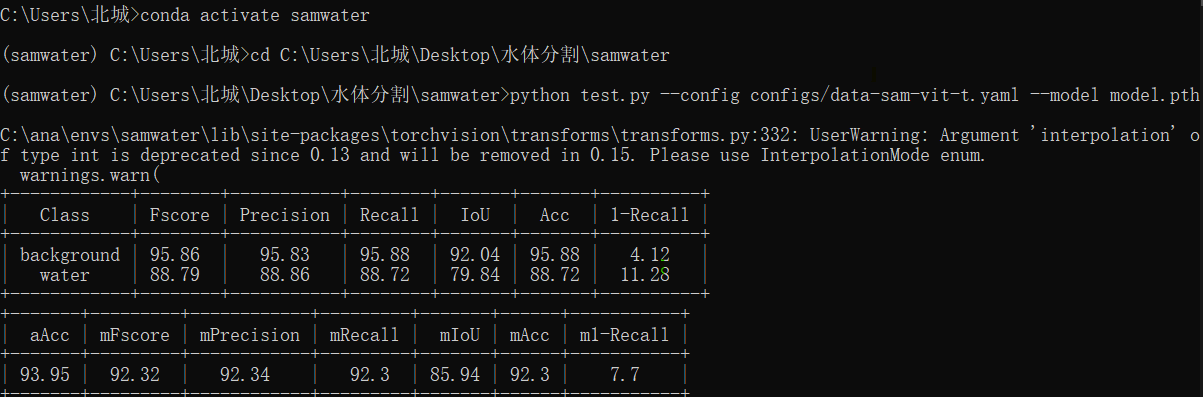 C:\Users\北城>conda activate samwater
(samwater) C:\Users\北城>cd C:\Users\北城\Desktop\水体分割\samwater
(samwater) C:\Users\北城\Desktop\水体分割\samwater>python test.py --config configs/data-sam-vit-t.yaml --model model.pth
C:\ana\envs\samwater\lib\site-packages\torchvision\transforms\transforms.py:332: UserWarning: Argument 'interpolation' o
f type int is deprecated since 0.13 and will be removed in 0.15. Please use InterpolationMode enum.
  warnings.warn(
+------------+--------+-----------+--------+-------+-------+----------+
|   Class    | Fscore | Precision | Recall |  IoU  |  Acc  | 1-Recall |
+------------+--------+-----------+--------+-------+-------+----------+
| background | 95.86  |   95.83   | 95.88  | 92.04 | 95.88 |   4.12   |
|   water    | 88.79  |   88.86   | 88.72  | 79.84 | 88.72 |  11.28   |
+------------+--------+-----------+--------+-------+-------+----------+
+-------+---------+------------+---------+-------+------+-----------+
|  aAcc | mFscore | mPrecision | mRecall |  mIoU | mAcc | m1-Recall |
+-------+---------+------------+---------+-------+------+-----------+
| 93.95 |  92.32  |   92.34    |   92.3  | 85.94 | 92.3 |    7.7    |
+-------+---------+------------+---------+-------+------+-----------+